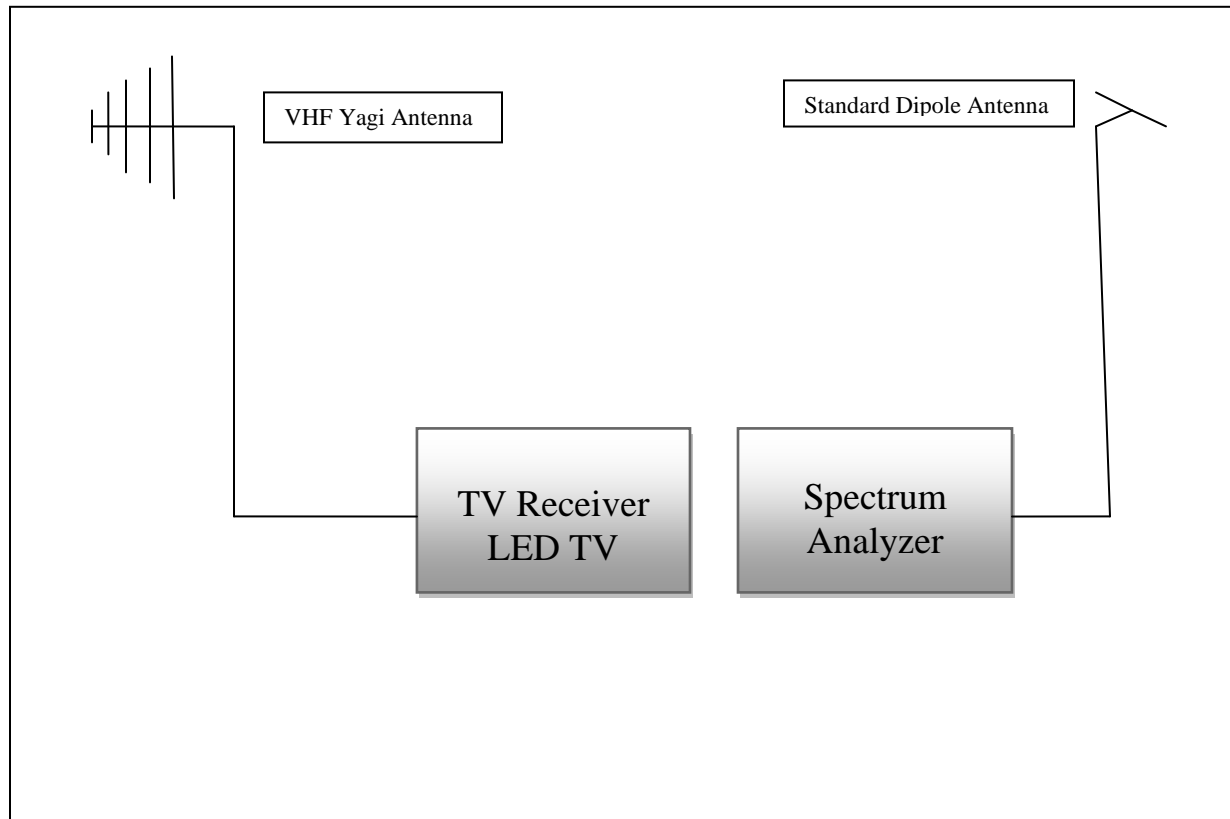 VHF Yagi Antenna
Standard Dipole Antenna
TV Receiver
LED TV
Spectrum
Analyzer